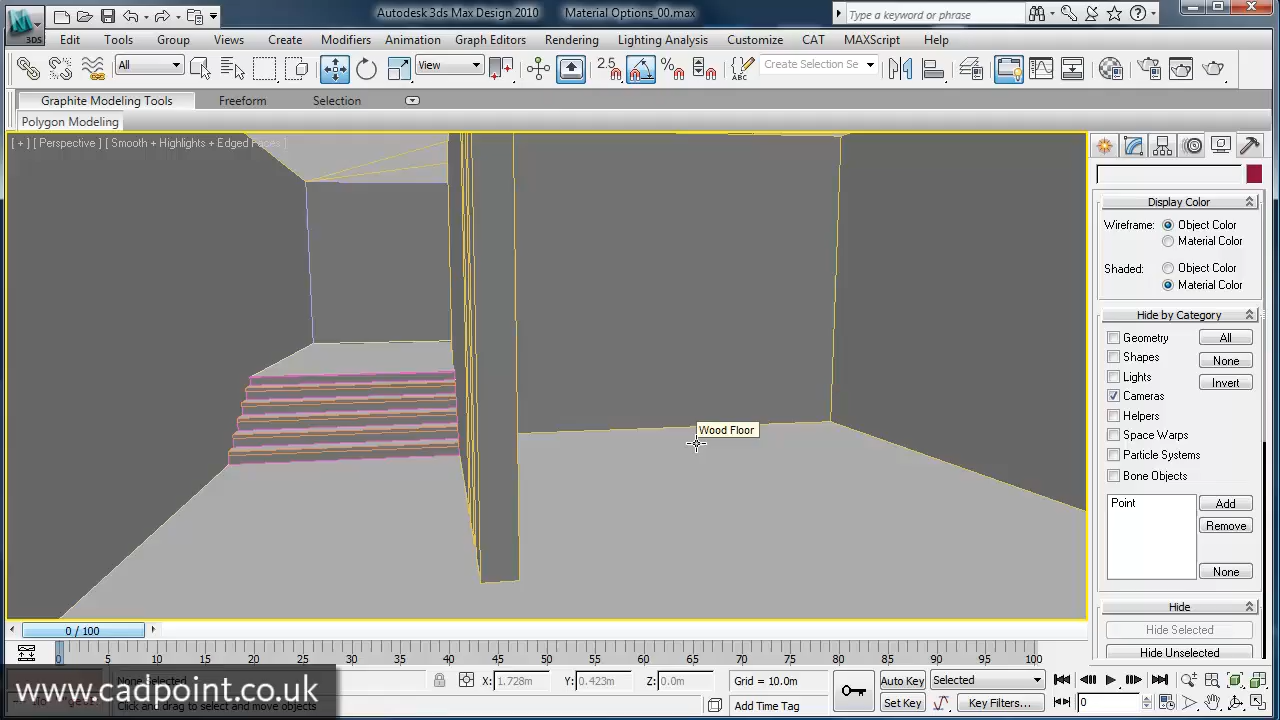 Autodesk 3ds Max Design 2010 Material Options_00.max Type a keyword or phrase
3DS
Edit Tools Group Views Create Modifiers Animation Graph Editors Rendering Lighting Analysis Customize CAT MAXScript Help
All View 2.5 % ABC Create Selection Se
Graphite Modeling Tools Freeform Selection
Polygon Modeling
[ + ] [ Perspective ] [ Smooth + Highlights + Edged Faces ]
Wood Floor
Display Color
Wireframe: Object Color
Material Color
Shaded: Object Color
Material Color
Hide by Category
Geometry All
Shapes
None
Lights
Invert
Cameras
Helpers
Space Warps
Particle Systems
Bone Objects
Point Add
Remove
None
Hide
Hide Selected
Hide Unselected
0 / 100
0 5 10 15 20 25 30 35 40 45 50 55 60 65 70 75 80 85 90 95 100
None Selected X: 1.728m Y: 0.423m Z: 0.0m Grid = 10.0m Auto Key Selected
www.cadpoint.co.uk
Click and drag to select and move objects Add Time Tag Set Key Key Filters... 0